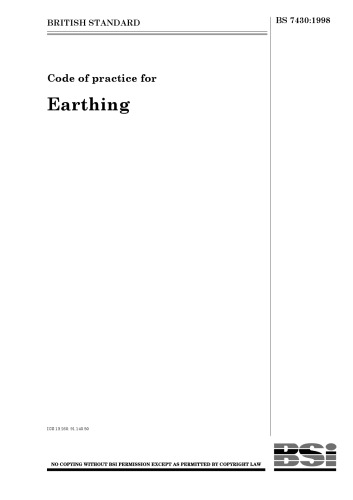 BRITISH STANDARD
BS 7430:1998
Code of practice for
Earthing
NO COPYING WITHOUT BSI PERMISSION EXCEPT AS PERMITTED BY COPYRIGHT LAW
BSi